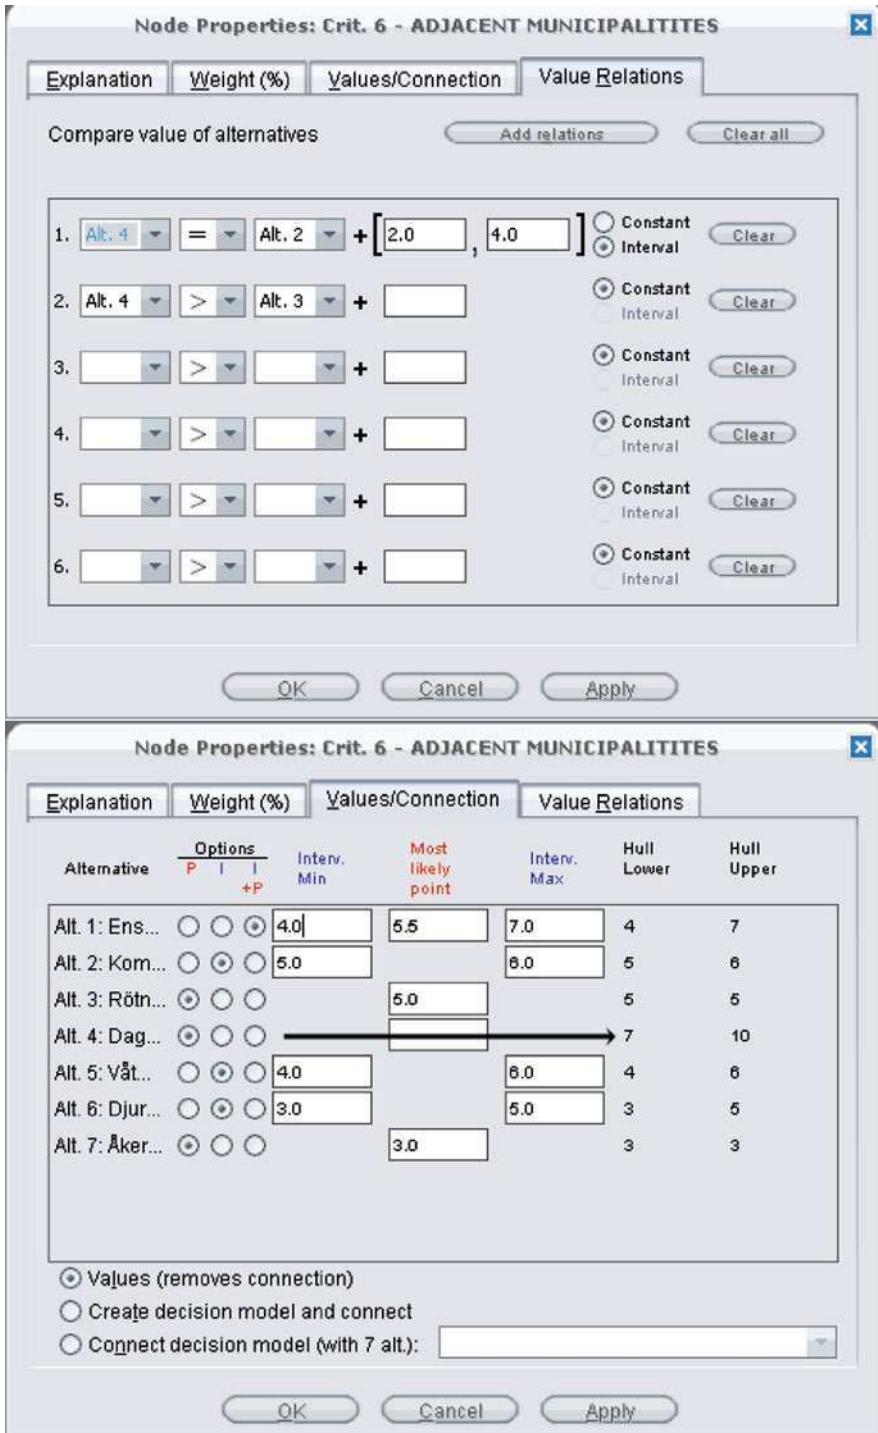 Node Properties: Crit. 6 - ADJACENT MUNICIPALITITES
Explanation Weight (%) Values/Connection Value Relations
Compare value of alternatives Add relations Clear all
1. Alt. 4 = Alt. 2 + [2.0 , 4.0 ] Constant Interval Clear
2. Alt. 4 > Alt. 3 + Constant Interval Clear
3. > + Constant Interval Clear
4. > + Constant Interval Clear
5. > + Constant Interval Clear
6. > + Constant Interval Clear
OK Cancel Apply
Node Properties: Crit. 6 - ADJACENT MUNICIPALITITES
Explanation Weight (%) Values/Connection Value Relations
Alternative Options P I I +P Interv. Min Most likely point Interv. Max Hull Lower Hull Upper
Alt. 1: Ens... 4.0 5.5 7.0 4 7
Alt. 2: Kom... 5.0 6.0 5 6
Alt. 3: Rötn... 5.0 5 5
Alt. 4: Dag... 7 10
Alt. 5: Våt... 4.0 6.0 4 6
Alt. 6: Djur... 3.0 5.0 3 5
Alt. 7: Åker... 3.0 3 3
Values (removes connection)
Create decision model and connect
Connect decision model (with 7 alt.):
OK Cancel Apply